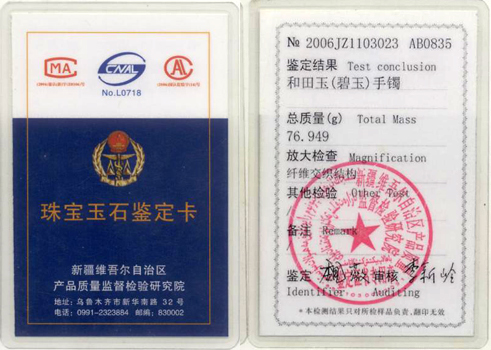 MA
CNAL
AL
No.L0718
珠宝玉石鉴定卡
新疆维吾尔自治区
产品质量监督检验研究院
地址: 乌鲁木齐市新华南路 32 号
电话: 0991-2323884 邮编: 830002
№ 2006JZ1103023 AB0835
鉴定结果 Test conclusion
和田玉(碧玉)手镯
总质量(g) Total Mass
76.949
放大检查 Magnification
纤维交织结构
其他检验 Other Test
备注 Remark
鉴定 审核
Identifier Auditing
*本检测结果只对所检样品负责,翻印无效